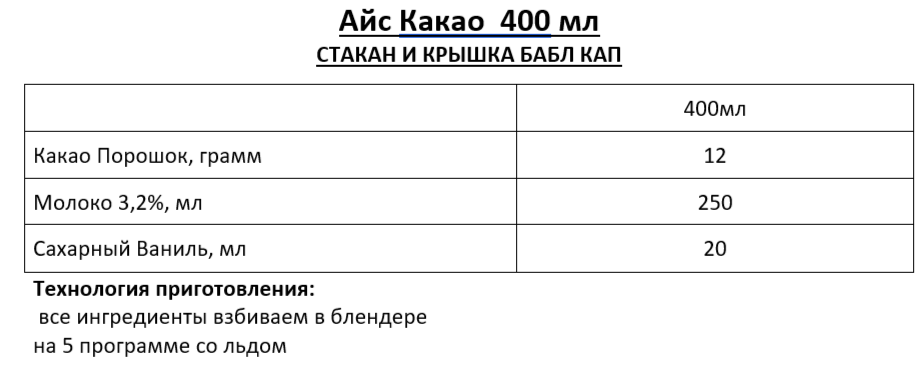 Айс Какао  400 мл
СТАКАН И КРЫШКА БАБЛ КАП
400мл
Какао Порошок, грамм 12
Молоко 3,2%, мл 250
Сахарный Ваниль, мл 20
Технология приготовления:
все ингредиенты взбиваем в блендере
на 5 программе со льдом